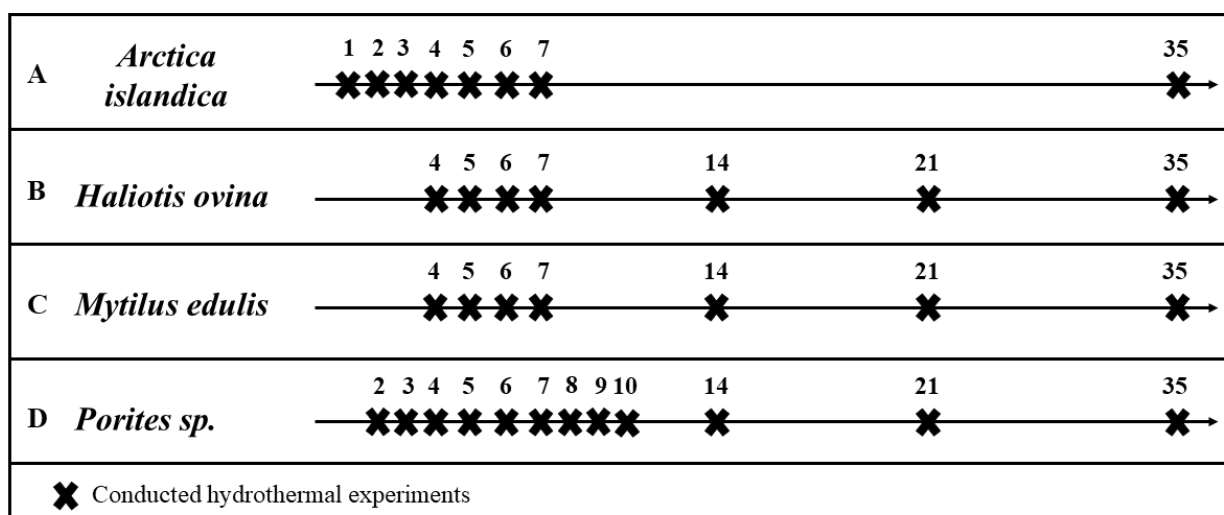 1 2 3 4 5 6 7 35
A Arctica
islandica
4 5 6 7 14 21 35
B Haliotis ovina
4 5 6 7 14 21 35
C Mytilus edulis
2 3 4 5 6 7 8 9 10 14 21 35
D Porites sp.
Conducted hydrothermal experiments